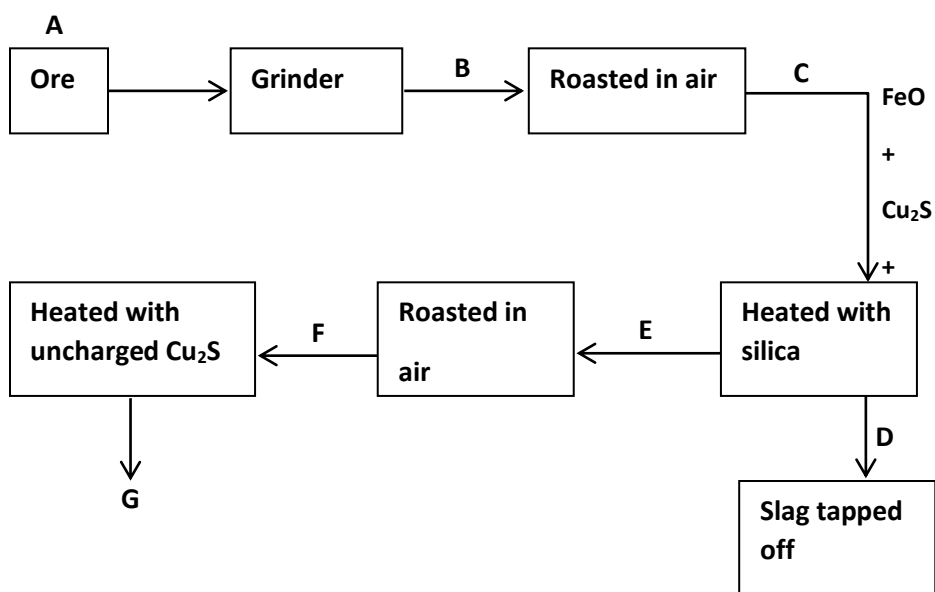 A
Ore
Grinder
B
Roasted in air
C
FeO
+
Cu₂S
+
Heated with
silica
E
Roasted in
air
F
Heated with
uncharged Cu₂S
D
G
Slag tapped
off